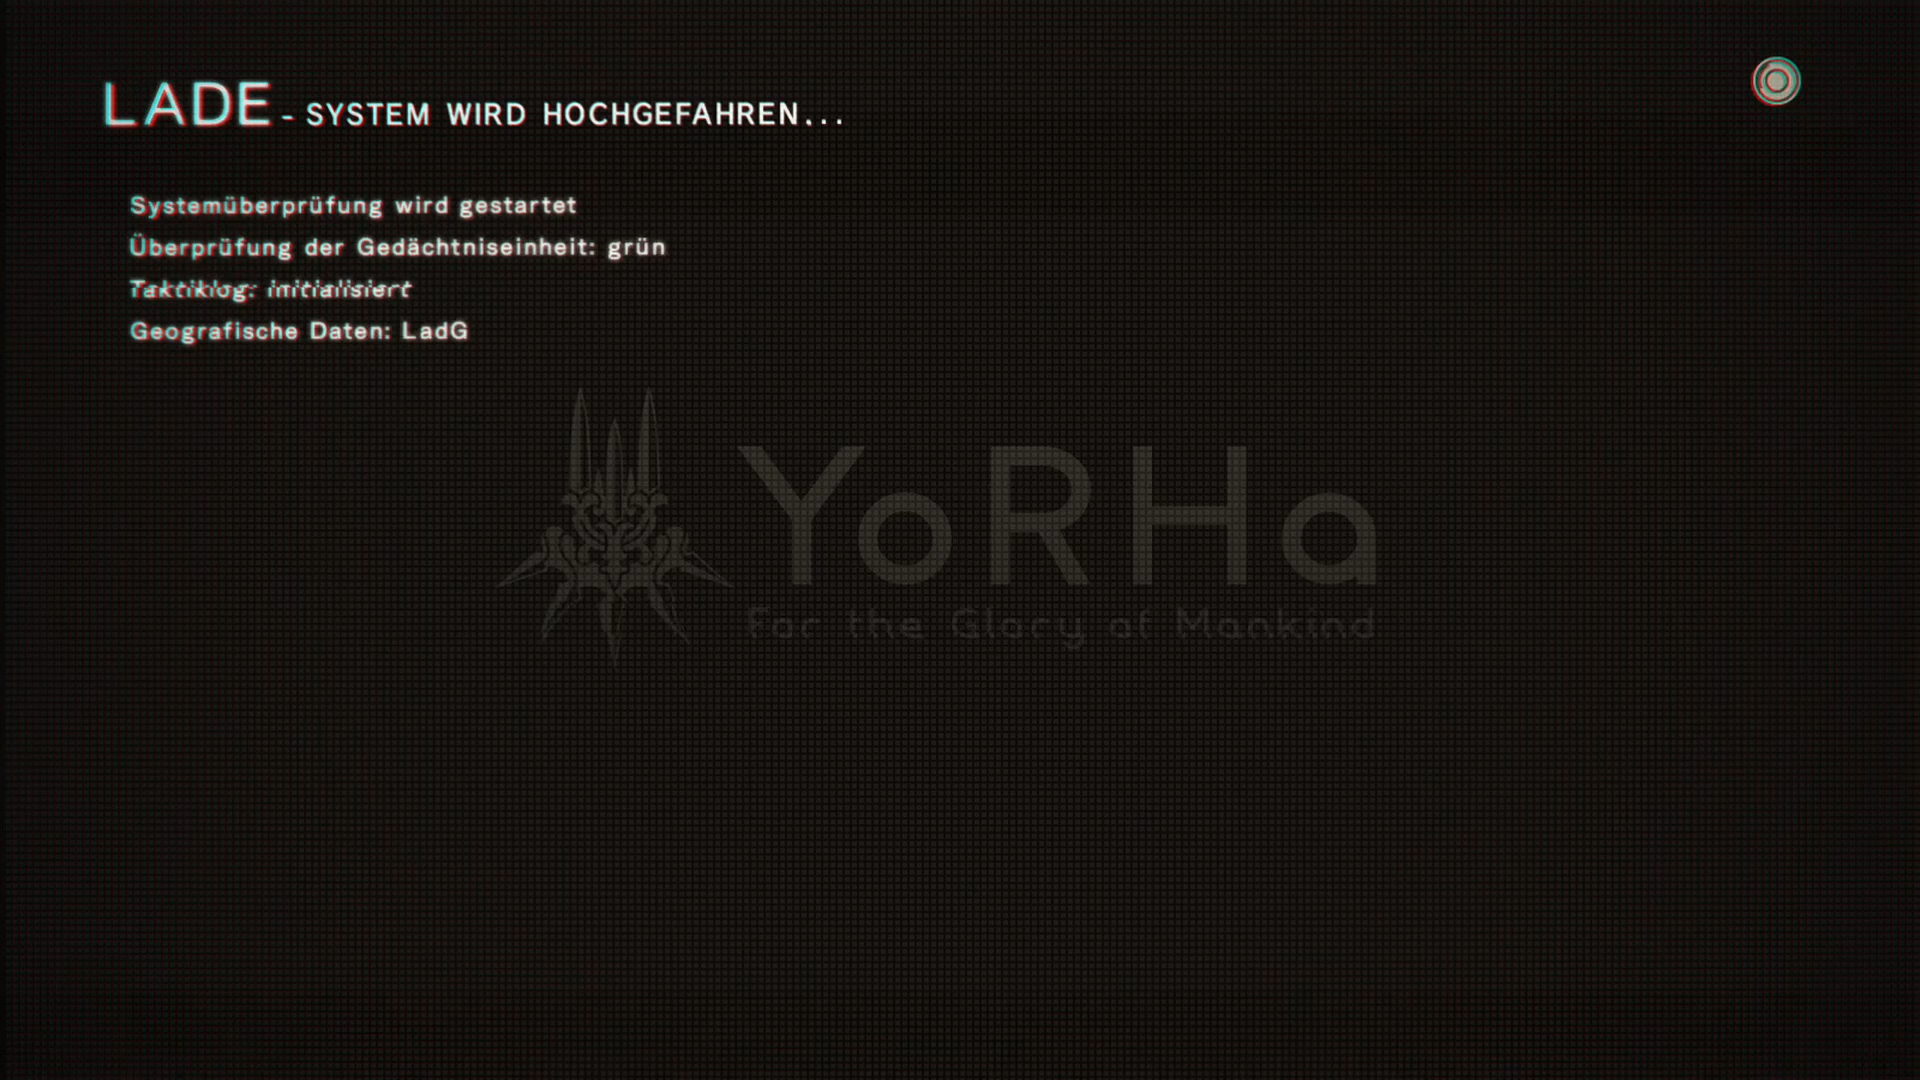 LADE - SYSTEM WIRD HOCHGEFAHREN...
Systemüberprüfung wird gestartet
Überprüfung der Gedächtniseinheit: grün
Taktiklog: initialisiert
Geografische Daten: LadG
YoRHa
For the Glory of Mankind